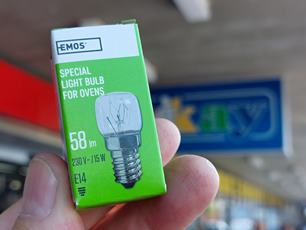 EMOS
SPECIAL
LIGHT BULB
FOR OVENS
58 lm
230 V~/15 W
E14